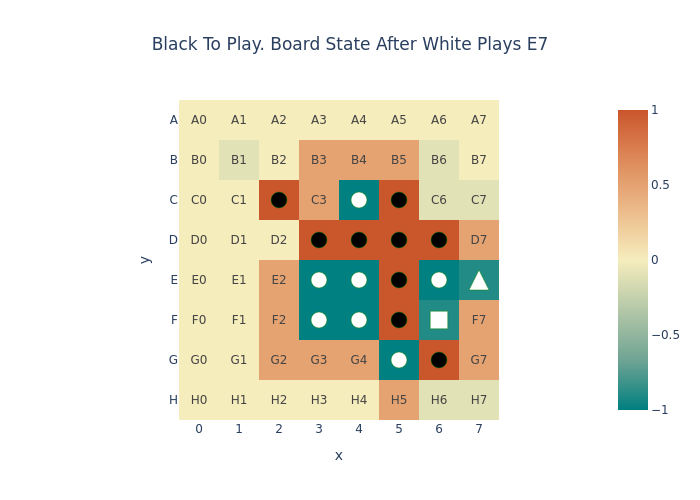 Black To Play. Board State After White Plays E7
A A0 A1 A2 A3 A4 A5 A6 A7
B B0 B1 B2 B3 B4 B5 B6 B7
C C0 C1 C3 C6 C7
D D0 D1 D2 D7
E E0 E1 E2
F F0 F1 F2 F7
G G0 G1 G2 G3 G4 G7
H H0 H1 H2 H3 H4 H5 H6 H7
0 1 2 3 4 5 6 7
x
y
1
0.5
0
−0.5
−1